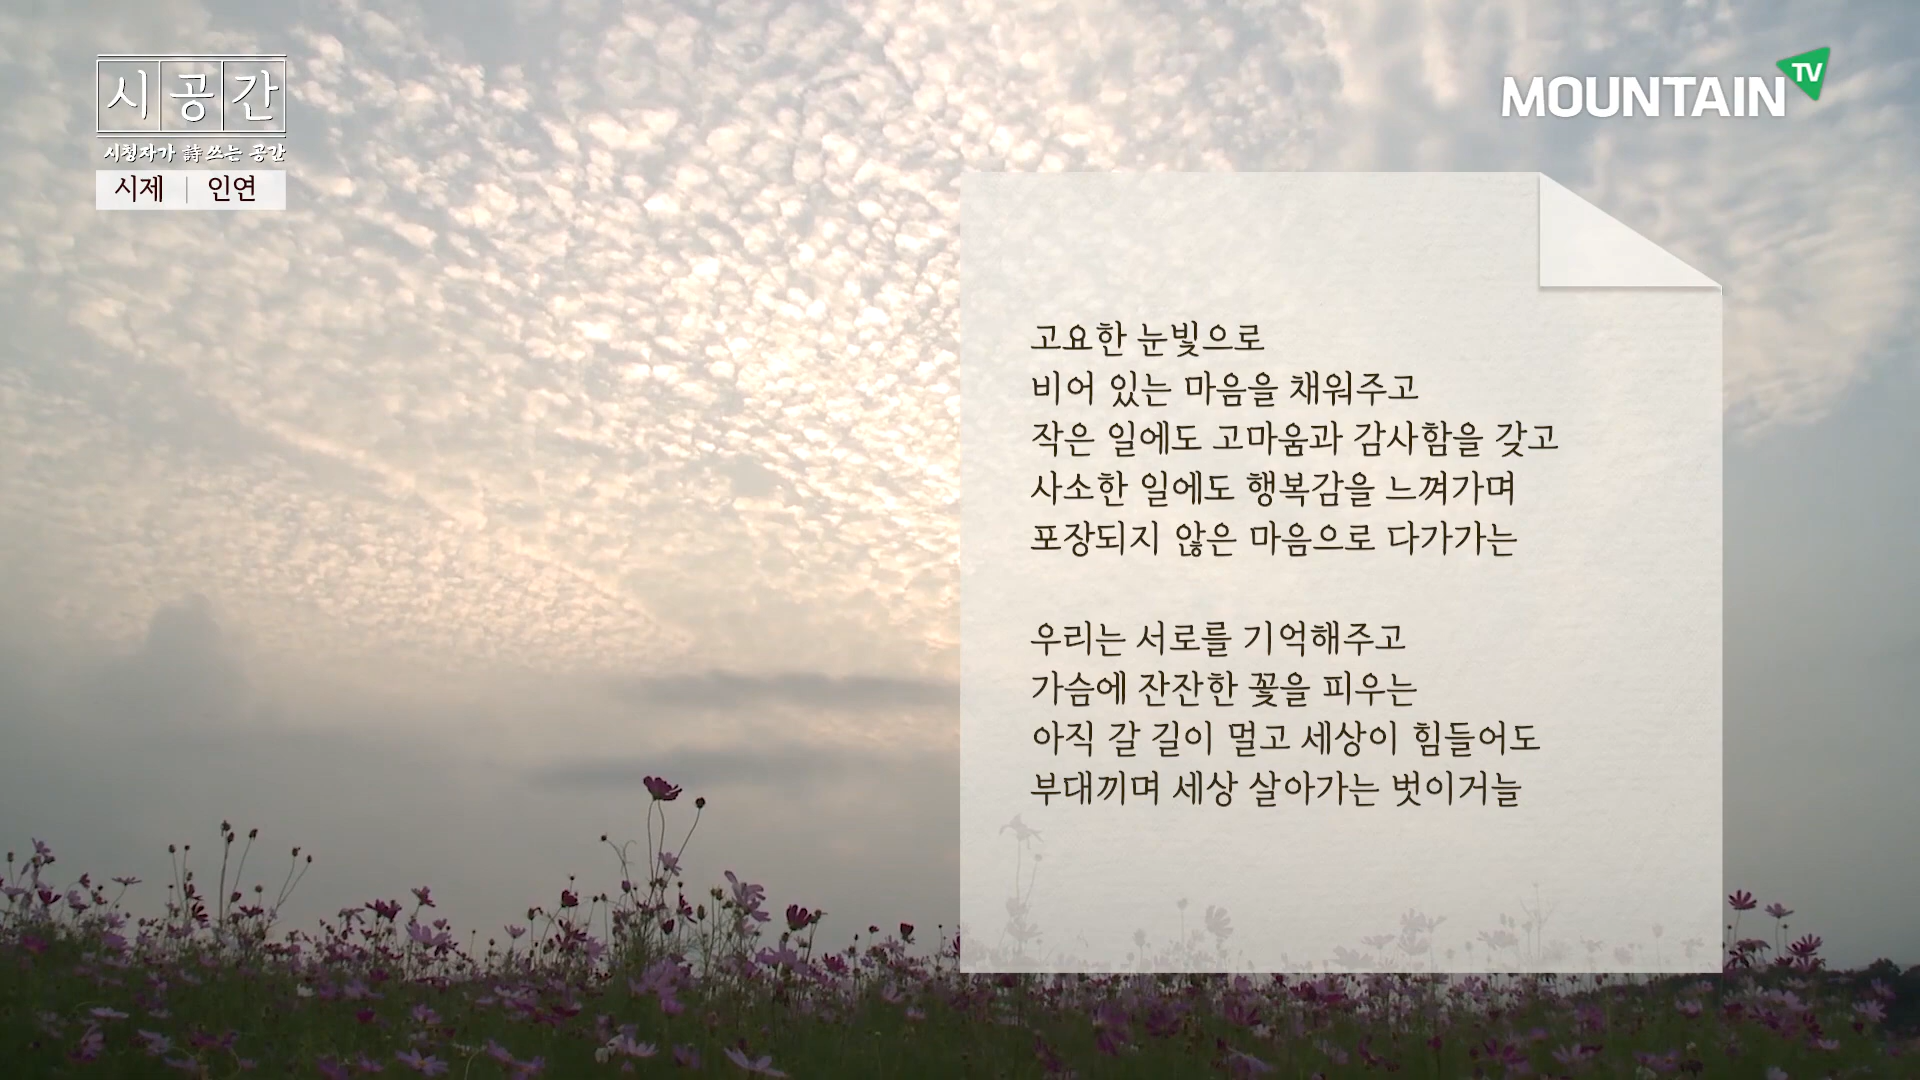 시공간
시청자가 詩 쓰는 공간
시제 | 인연
MOUNTAIN TV
고요한 눈빛으로
비어 있는 마음을 채워주고
작은 일에도 고마움과 감사함을 갖고
사소한 일에도 행복감을 느껴가며
포장되지 않은 마음으로 다가가는
우리는 서로를 기억해주고
가슴에 잔잔한 꽃을 피우는
아직 갈 길이 멀고 세상이 힘들어도
부대끼며 세상 살아가는 벗이거늘